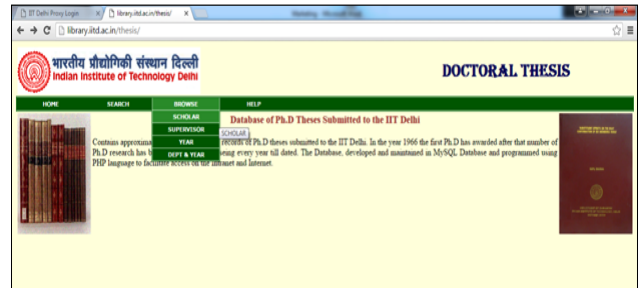 IIT Delhi Proxy Login
library.iitd.ac.in/thesis/
library.iitd.ac.in/thesis/
भारतीय प्रौद्योगिकी संस्थान दिल्ली
Indian Institute of Technology Delhi
DOCTORAL THESIS
HOME SEARCH BROWSE HELP
SCHOLAR
SUPERVISOR
YEAR
DEPT & YEAR
SCHOLAR
Database of Ph.D Theses Submitted to the IIT Delhi
Contains approxima records of Ph.D theses submitted to the IIT Delhi. In the year 1966 the first Ph.D has awarded after that number of
Ph.D research has b eing every year till dated. The Database, developed and maintained in MySQL Database and programmed using
PHP language to facilitate access on the Intranet and Internet.